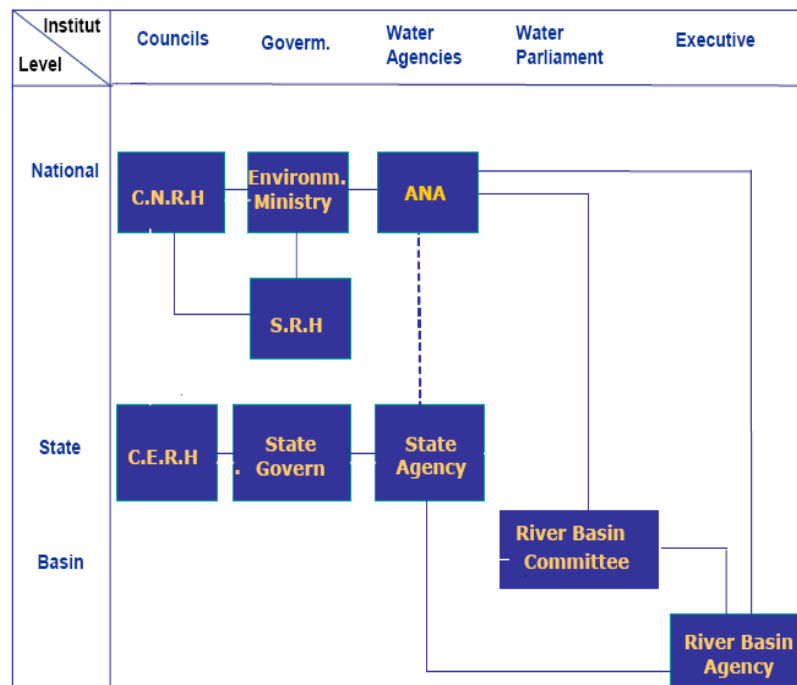 Institut
Level
Councils
Governm.
Water
Agencies
Water
Parliament
Executive
National
C.N.R.H
Environm.
Ministry
ANA
S.R.H
State
C.E.R.H
.
State
Govern
State
Agency
Basin
River Basin
Committee
River Basin
Agency